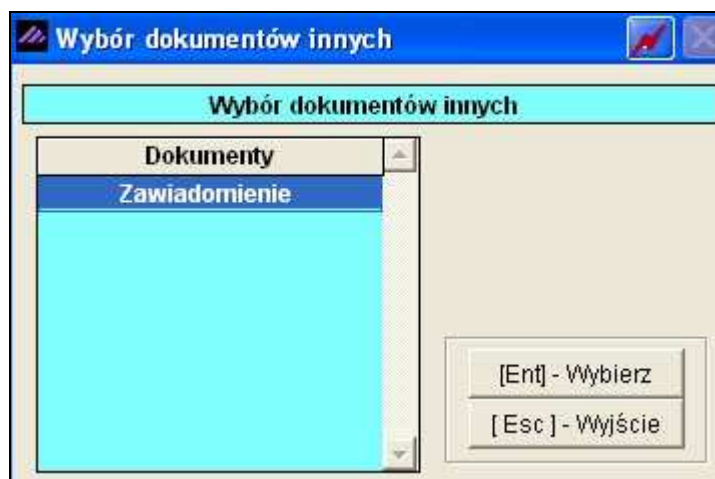 Wybór dokumentów innych
Wybór dokumentów innych
Dokumenty
Zawiadomienie
[Ent] - Wybierz
[ Esc ] - Wyjście